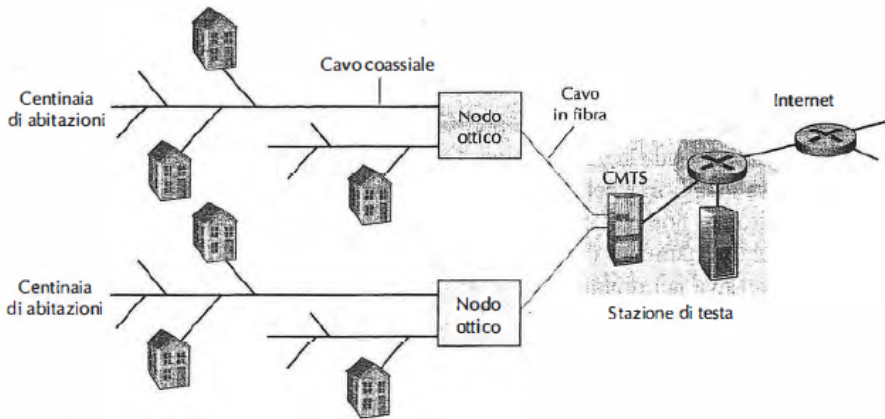 Cavo coassiale
Centinaia
di abitazioni
Nodo
ottico
Cavo
in fibra
Internet
CMTS
Centinaia
di abitazioni
Nodo
ottico
Stazione di testa